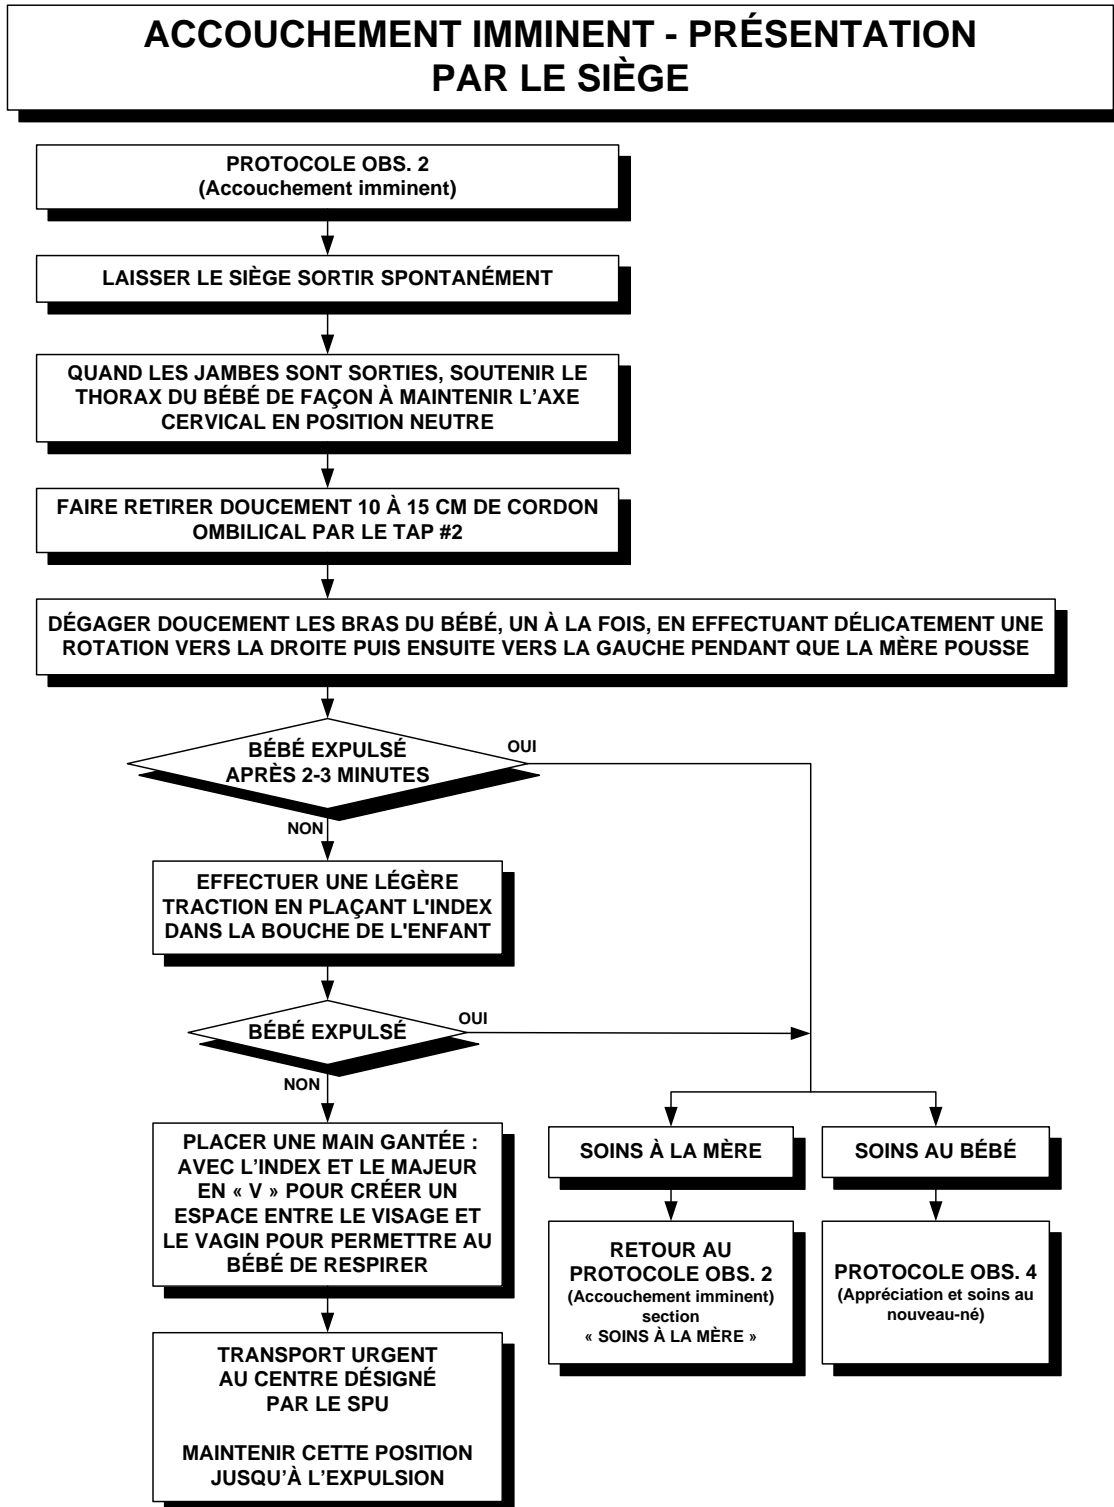 ACCOUCHEMENT IMMINENT - PRÉSENTATION
PAR LE SIÈGE
PROTOCOLE OBS. 2
(Accouchement imminent)
LAISSER LE SIÈGE SORTIR SPONTANÉMENT
QUAND LES JAMBES SONT SORTIES, SOUTENIR LE
THORAX DU BÉBÉ DE FAÇON À MAINTENIR L'AXE
CERVICAL EN POSITION NEUTRE
FAIRE RETIRER DOUCEMENT 10 À 15 CM DE CORDON
OMBILICAL PAR LE TAP #2
DÉGAGER DOUCEMENT LES BRAS DU BÉBÉ, UN À LA FOIS, EN EFFECTUANT DÉLICATEMENT UNE
ROTATION VERS LA DROITE PUIS ENSUITE VERS LA GAUCHE PENDANT QUE LA MÈRE POUSSE
BÉBÉ EXPULSÉ
APRÈS 2-3 MINUTES
OUI
NON
EFFECTUER UNE LÉGÈRE
TRACTION EN PLAÇANT L'INDEX
DANS LA BOUCHE DE L'ENFANT
BÉBÉ EXPULSÉ
OUI
NON
PLACER UNE MAIN GANTÉE :
AVEC L'INDEX ET LE MAJEUR
EN « V » POUR CRÉER UN
ESPACE ENTRE LE VISAGE ET
LE VAGIN POUR PERMETTRE AU
BÉBÉ DE RESPIRER
TRANSPORT URGENT
AU CENTRE DÉSIGNÉ
PAR LE SPU
MAINTENIR CETTE POSITION
JUSQU'À L'EXPULSION
SOINS À LA MÈRE
RETOUR AU
PROTOCOLE OBS. 2
(Accouchement imminent)
section
« SOINS À LA MÈRE »
SOINS AU BÉBÉ
PROTOCOLE OBS. 4
(Appréciation et soins au
nouveau-né)